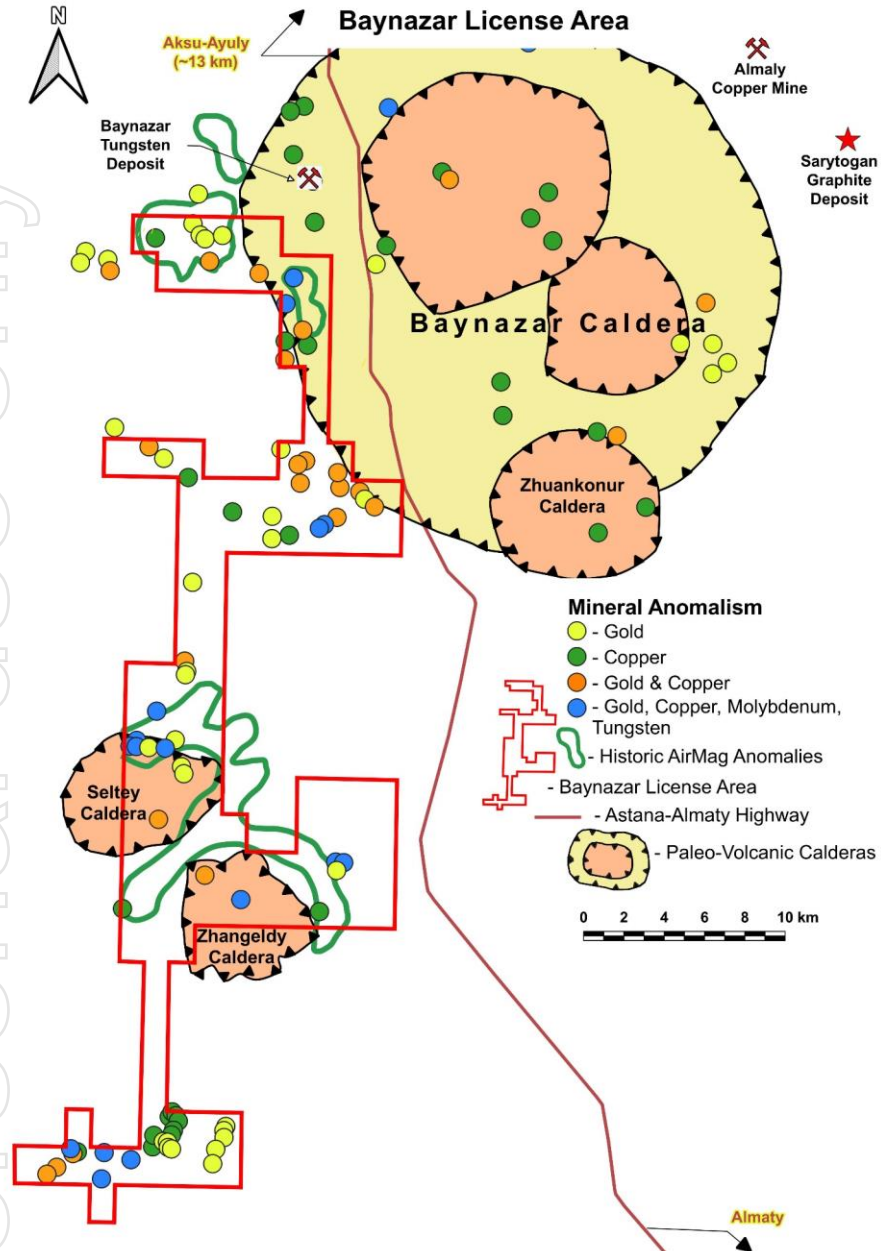 N
Baynazar License Area
Aksu-Ayuly
(~13 km)
Almaly
Copper Mine
Baynazar
Tungsten
Deposit
Sarytogan
Graphite
Deposit
Baynazar Caldera
Zhuankonur
Caldera
Mineral Anomalism
- Gold
- Copper
- Gold & Copper
- Gold, Copper, Molybdenum,
Tungsten
- Historic AirMag Anomalies
- Baynazar License Area
- Astana-Almaty Highway
- Paleo-Volcanic Calderas
0 2 4 6 8 10 km
Seltey
Caldera
Zhangeldy
Caldera
Almaty